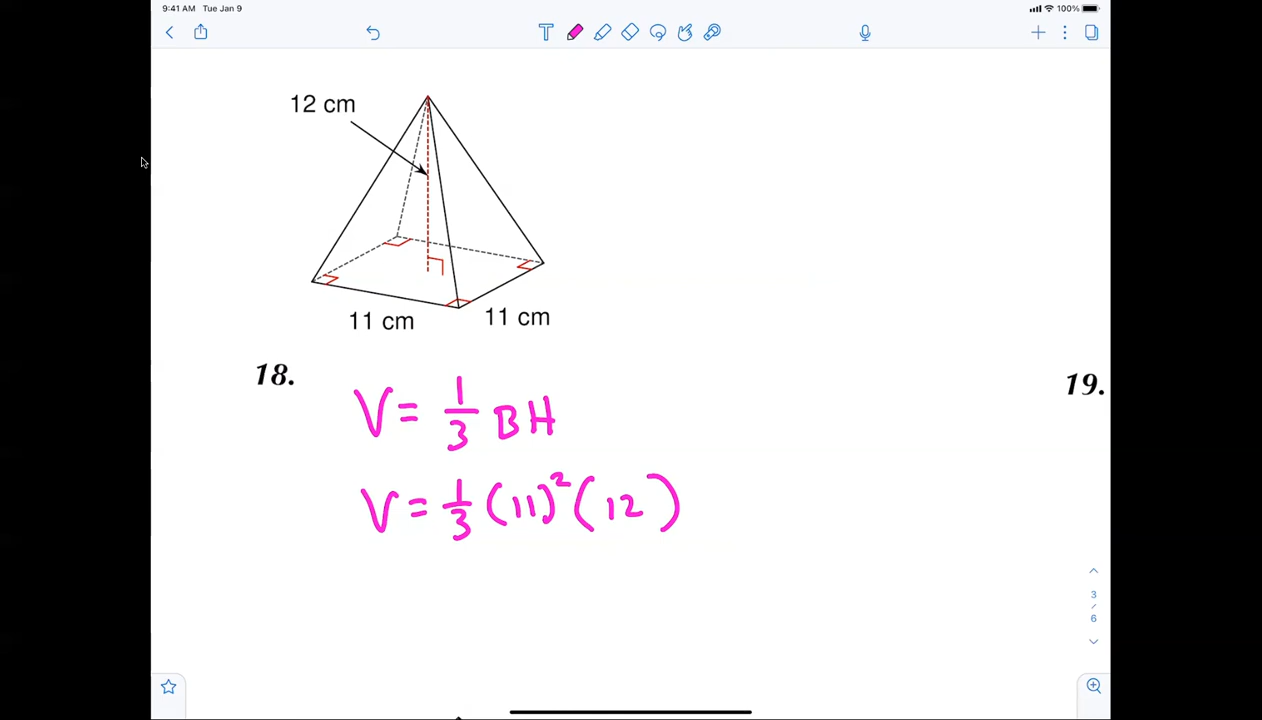 9:41 AM Tue Jan 9
100%
12 cm
11 cm
11 cm
18.
19.
V = 1/3 BH
V = 1/3 (11)² (12)
3
/
6